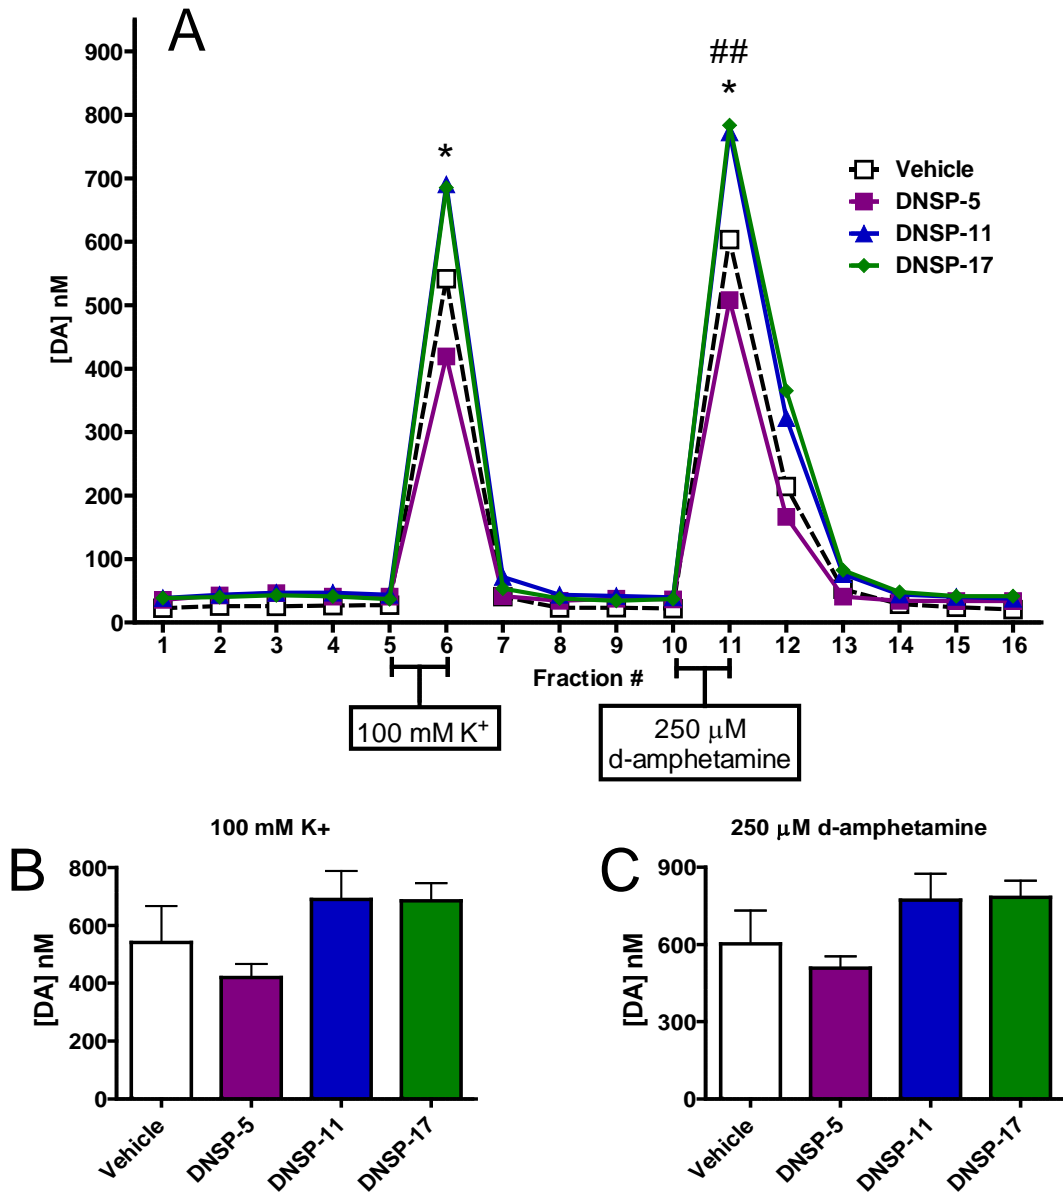 A
900
800
700
600
500
400
300
200
100
0
[DA] nM
*
##
*
Vehicle
DNSP-5
DNSP-11
DNSP-17
1 2 3 4 5 6 7 8 9 10 11 12 13 14 15 16
Fraction #
100 mM K⁺
250 μM
d-amphetamine
B
100 mM K+
800
600
400
200
0
[DA] nM
Vehicle
DNSP-5
DNSP-11
DNSP-17
C
250 μM d-amphetamine
900
600
300
0
[DA] nM
Vehicle
DNSP-5
DNSP-11
DNSP-17